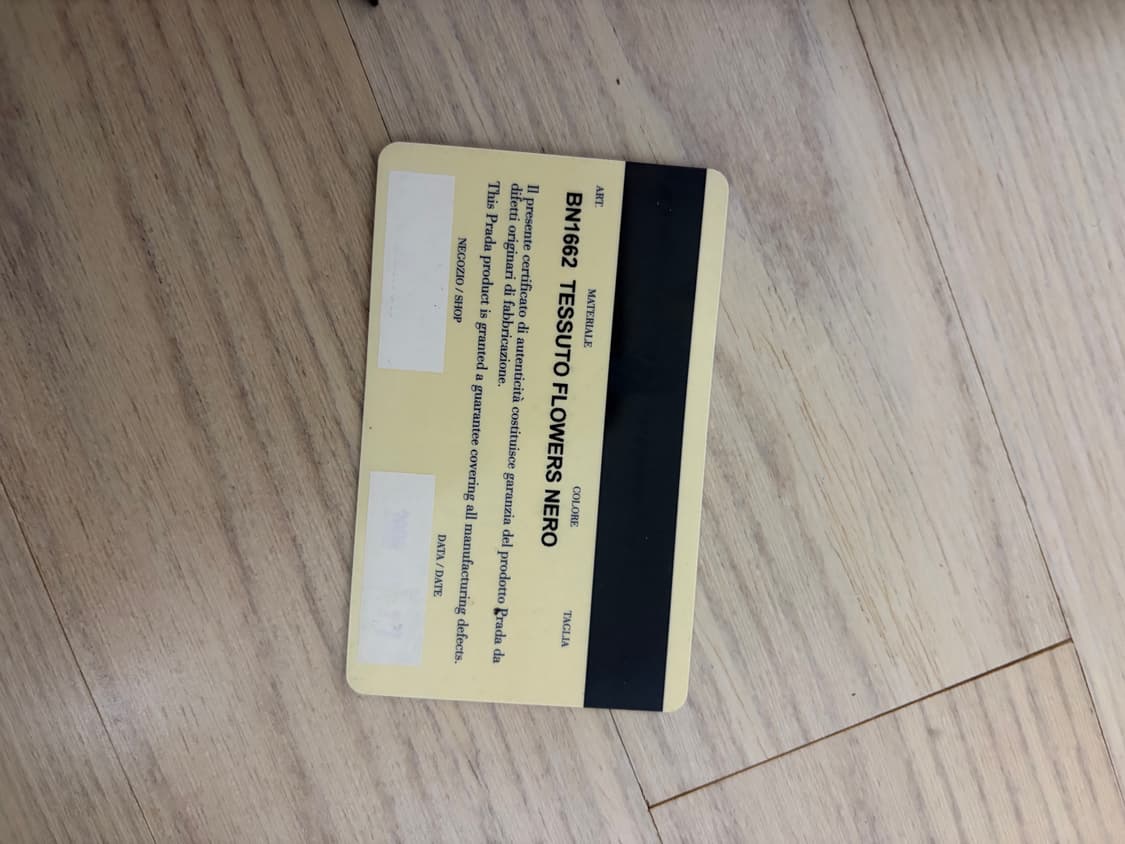 ART. MATERIALE COLORE TAGLIA
BN1662 TESSUTO FLOWERS NERO
Il presente certificato di autenticità costituisce garanzia del prodotto Prada da
difetti originari di fabbricazione.
This Prada product is granted a guarantee covering all manufacturing defects.
NEGOZIO / SHOP DATA / DATE